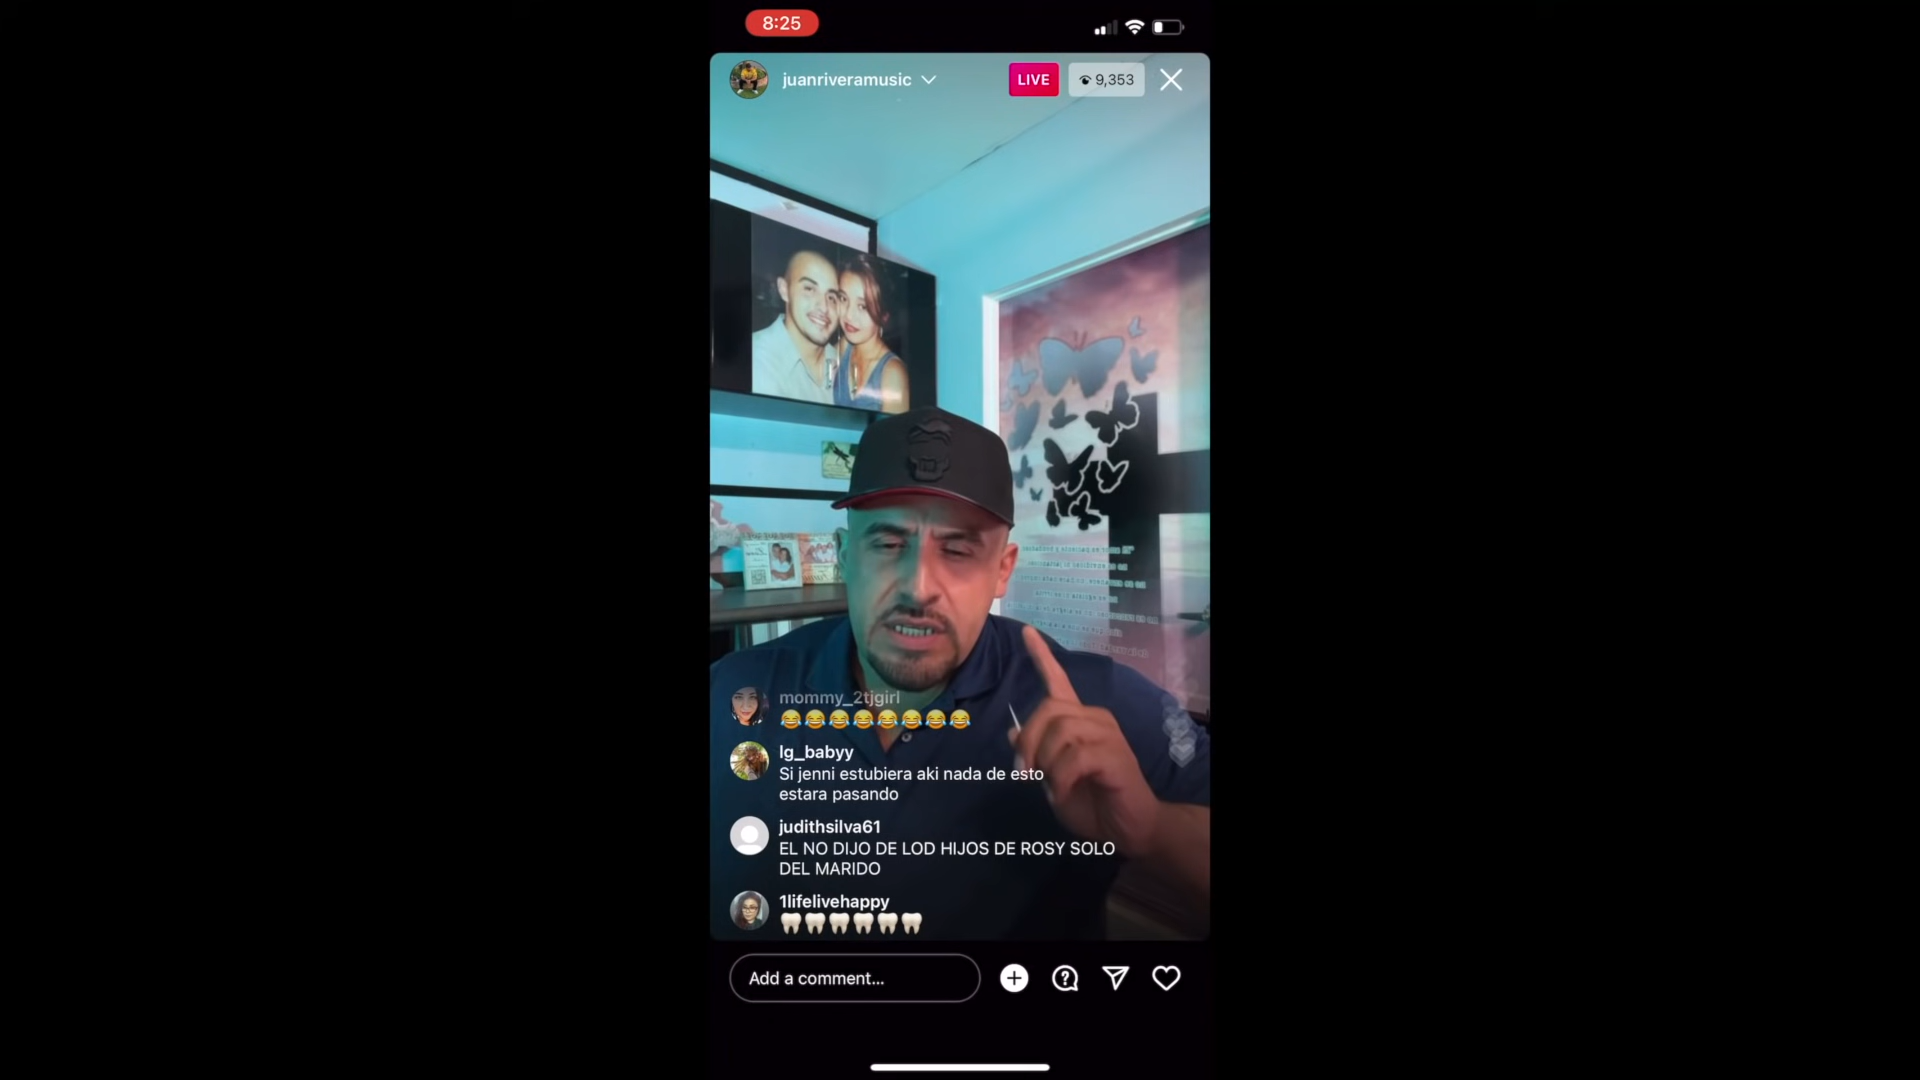 8:25
juanriveramusic
LIVE
9,353
mommy_2tjgirl
😂😂😂😂😂😂😂😂
lg_babyy
Si jenni estubiera aki nada de esto
estara pasando
judithsilva61
EL NO DIJO DE LOD HIJOS DE ROSY SOLO
DEL MARIDO
1lifelivehappy
🦷🦷🦷🦷🦷🦷
Add a comment...